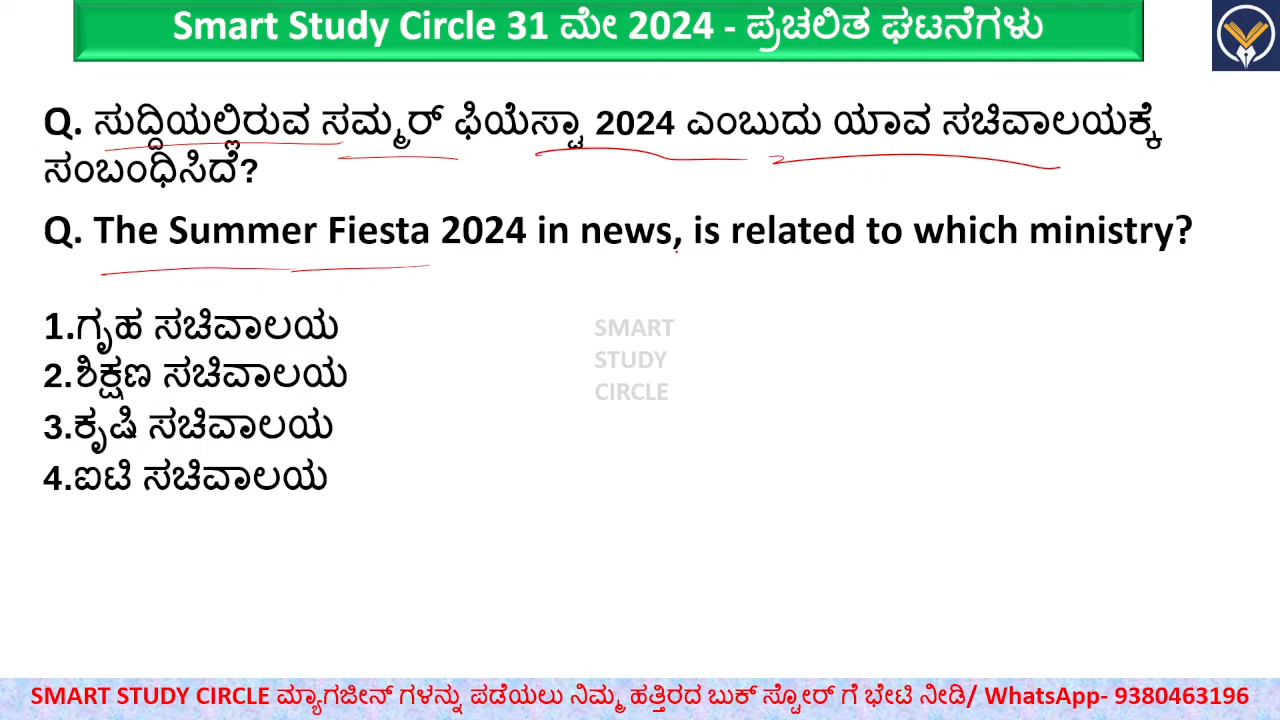 Smart Study Circle 31 ಮೇ 2024 - ಪ್ರಚಲಿತ ಘಟನೆಗಳು
Q. ಸುದ್ದಿಯಲ್ಲಿರುವ ಸಮ್ಮರ್ ಫಿಯೆಸ್ಟಾ 2024 ಎಂಬುದು ಯಾವ ಸಚಿವಾಲಯಕ್ಕೆ
ಸಂಬಂಧಿಸಿದೆ?
Q. The Summer Fiesta 2024 in news, is related to which ministry?
1.ಗೃಹ ಸಚಿವಾಲಯ
2.ಶಿಕ್ಷಣ ಸಚಿವಾಲಯ
3.ಕೃಷಿ ಸಚಿವಾಲಯ
4.ಐಟಿ ಸಚಿವಾಲಯ
SMART
STUDY
CIRCLE
SMART STUDY CIRCLE ಮ್ಯಾಗಜೀನ್ ಗಳನ್ನು ಪಡೆಯಲು ನಿಮ್ಮ ಹತ್ತಿರದ ಬುಕ್ ಸ್ಟೋರ್ ಗೆ ಭೇಟಿ ನೀಡಿ/ WhatsApp- 9380463196